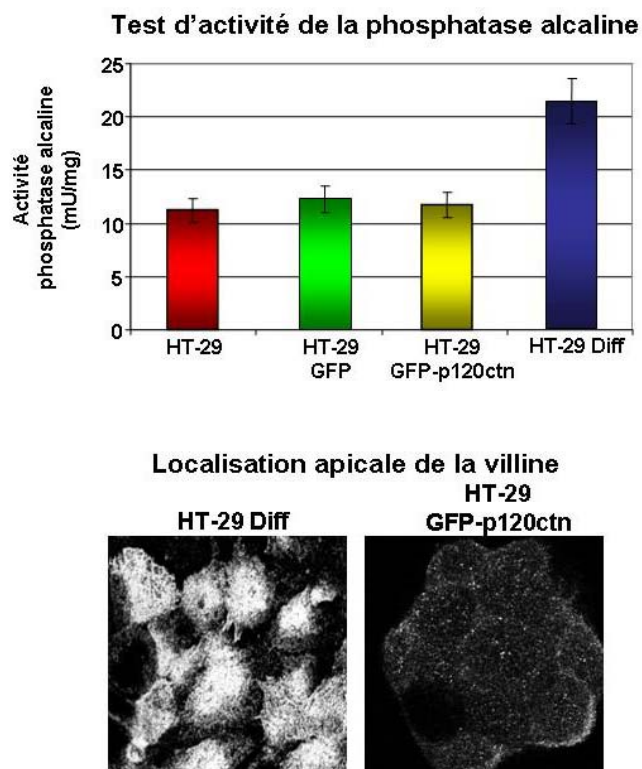 Test d'activité de la phosphatase alcaline
Activité
phosphatase alcaline
(mU/mg)
25
20
15
10
5
0
HT-29
HT-29
GFP
HT-29
GFP-p120ctn
HT-29 Diff
Localisation apicale de la villine
HT-29 Diff
HT-29
GFP-p120ctn